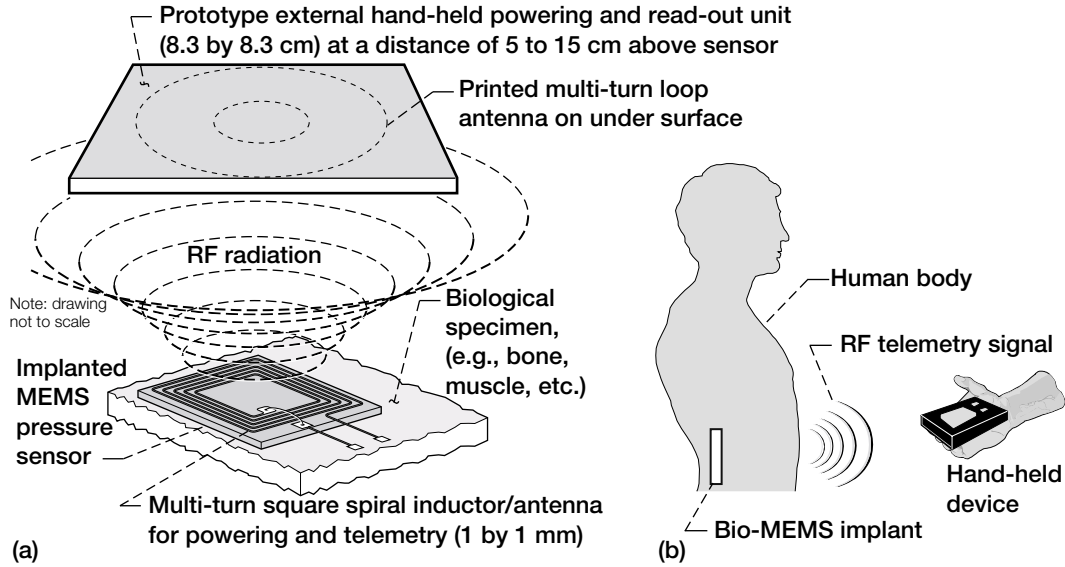 Prototype external hand-held powering and read-out unit
(8.3 by 8.3 cm) at a distance of 5 to 15 cm above sensor
Printed multi-turn loop
antenna on under surface
RF radiation
Note: drawing
not to scale
Biological
specimen,
(e.g., bone,
muscle, etc.)
Implanted
MEMS
pressure
sensor
Multi-turn square spiral inductor/antenna
for powering and telemetry (1 by 1 mm)
(a)
Human body
RF telemetry signal
Hand-held
device
Bio-MEMS implant
(b)